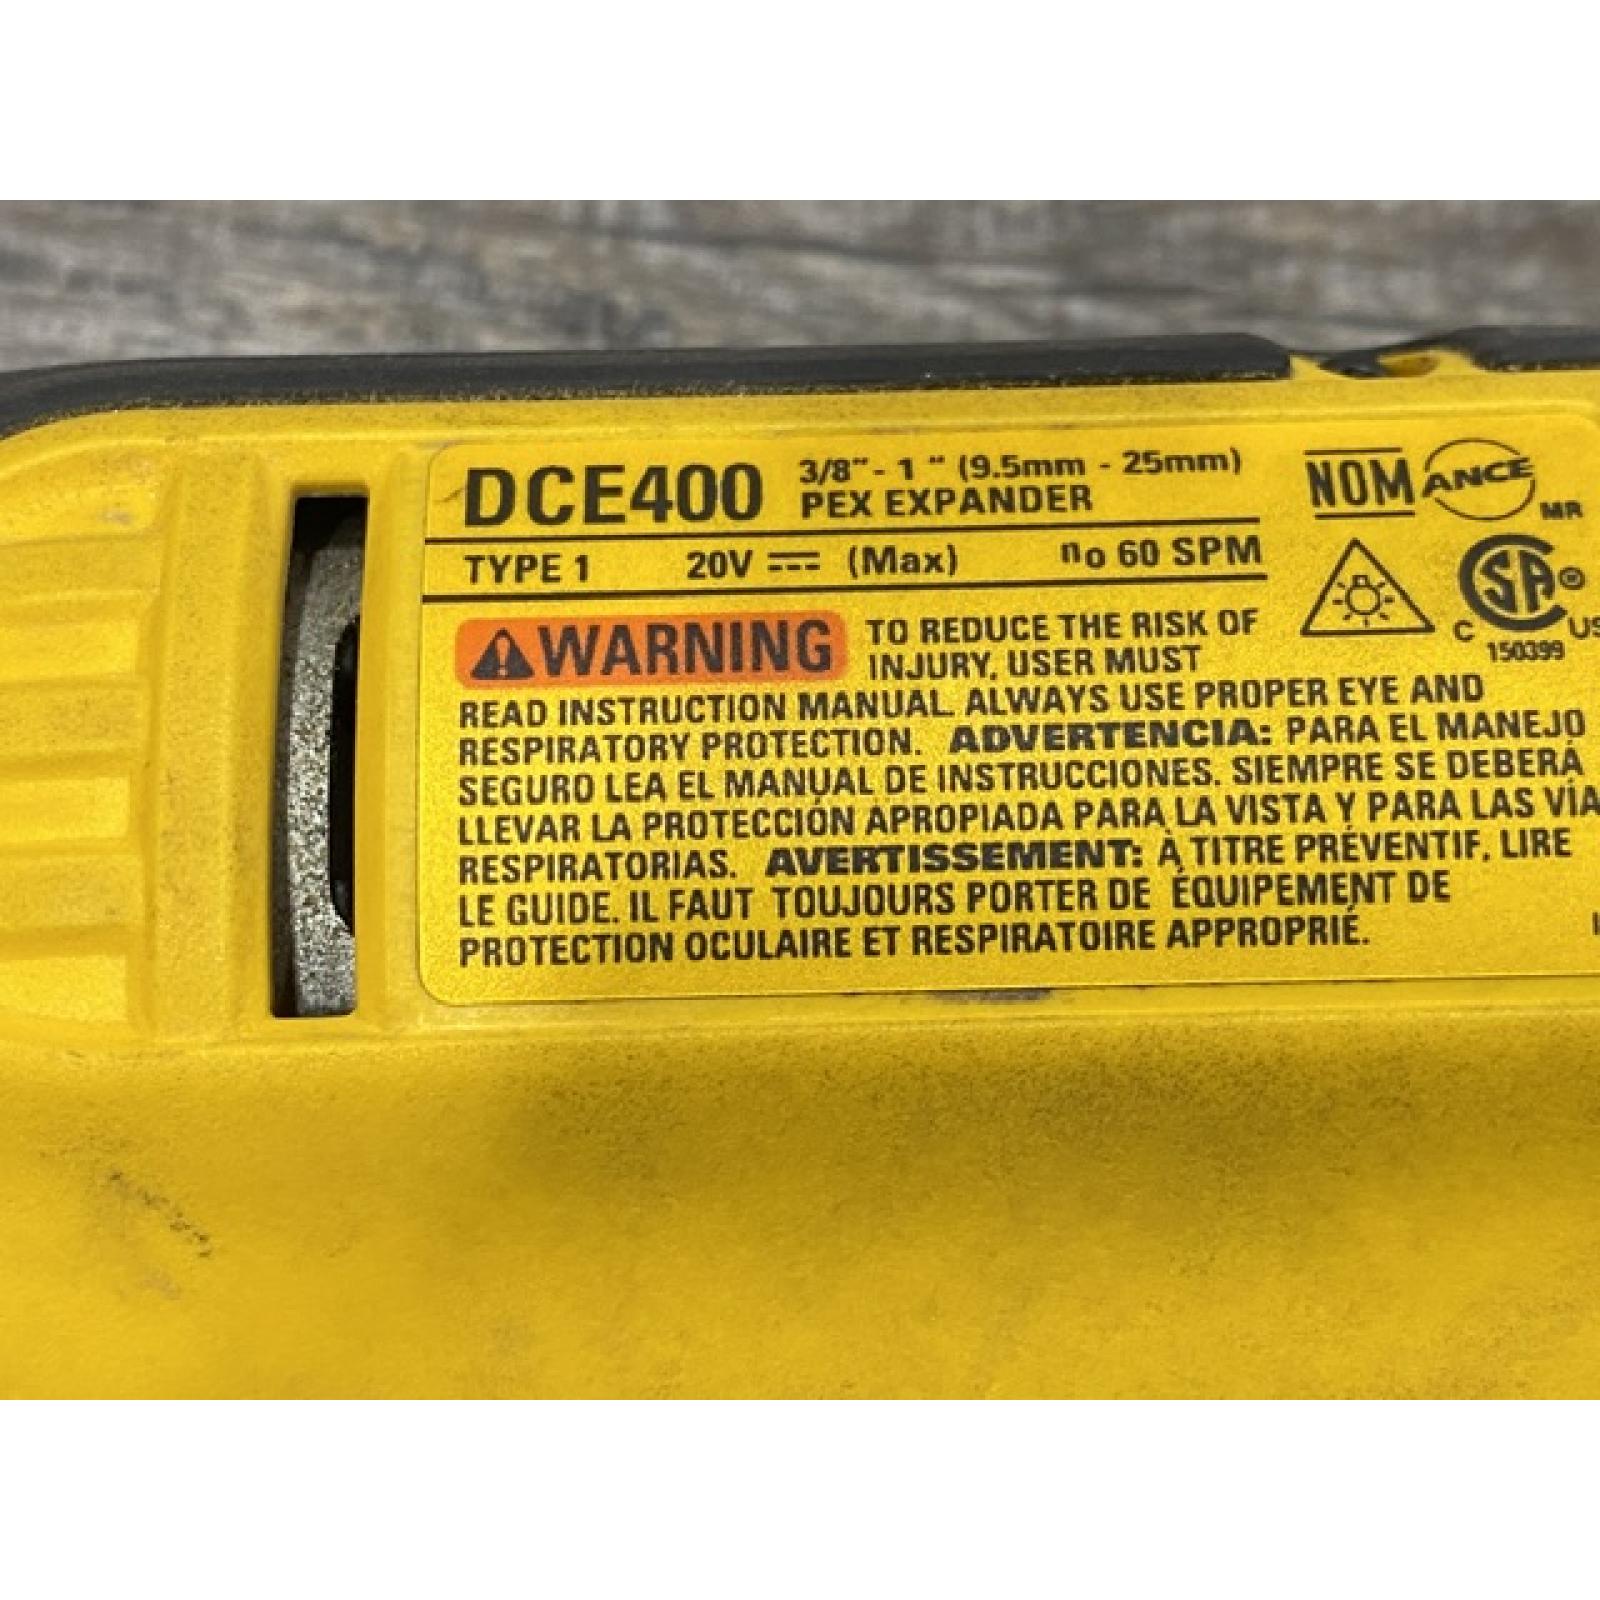 DCE400 3/8"- 1 " (9.5mm - 25mm)
PEX EXPANDER
NOM ANCE MR
TYPE 1 20V (Max) no 60 SPM
SA ®
C US
150399
WARNING TO REDUCE THE RISK OF
INJURY, USER MUST
READ INSTRUCTION MANUAL. ALWAYS USE PROPER EYE AND
RESPIRATORY PROTECTION. ADVERTENCIA: PARA EL MANEJO
SEGURO LEA EL MANUAL DE INSTRUCCIONES. SIEMPRE SE DEBERÁ
LLEVAR LA PROTECCIÓN APROPIADA PARA LA VISTA Y PARA LAS VÍA
RESPIRATORIAS. AVERTISSEMENT: À TITRE PRÉVENTIF, LIRE
LE GUIDE. IL FAUT TOUJOURS PORTER DE ÉQUIPEMENT DE
PROTECTION OCULAIRE ET RESPIRATOIRE APPROPRIÉ.